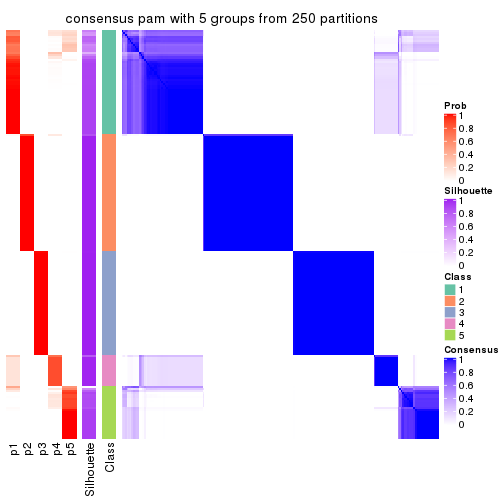 consensus pam with 5 groups from 250 partitions
Prob
1
0.8
0.6
0.4
0.2
0
Silhouette
1
0.8
0.6
0.4
0.2
0
Class
1
2
3
4
5
Consensus
1
0.8
0.6
0.4
0.2
0
p1
p2
p3
p4
p5
Silhouette
Class